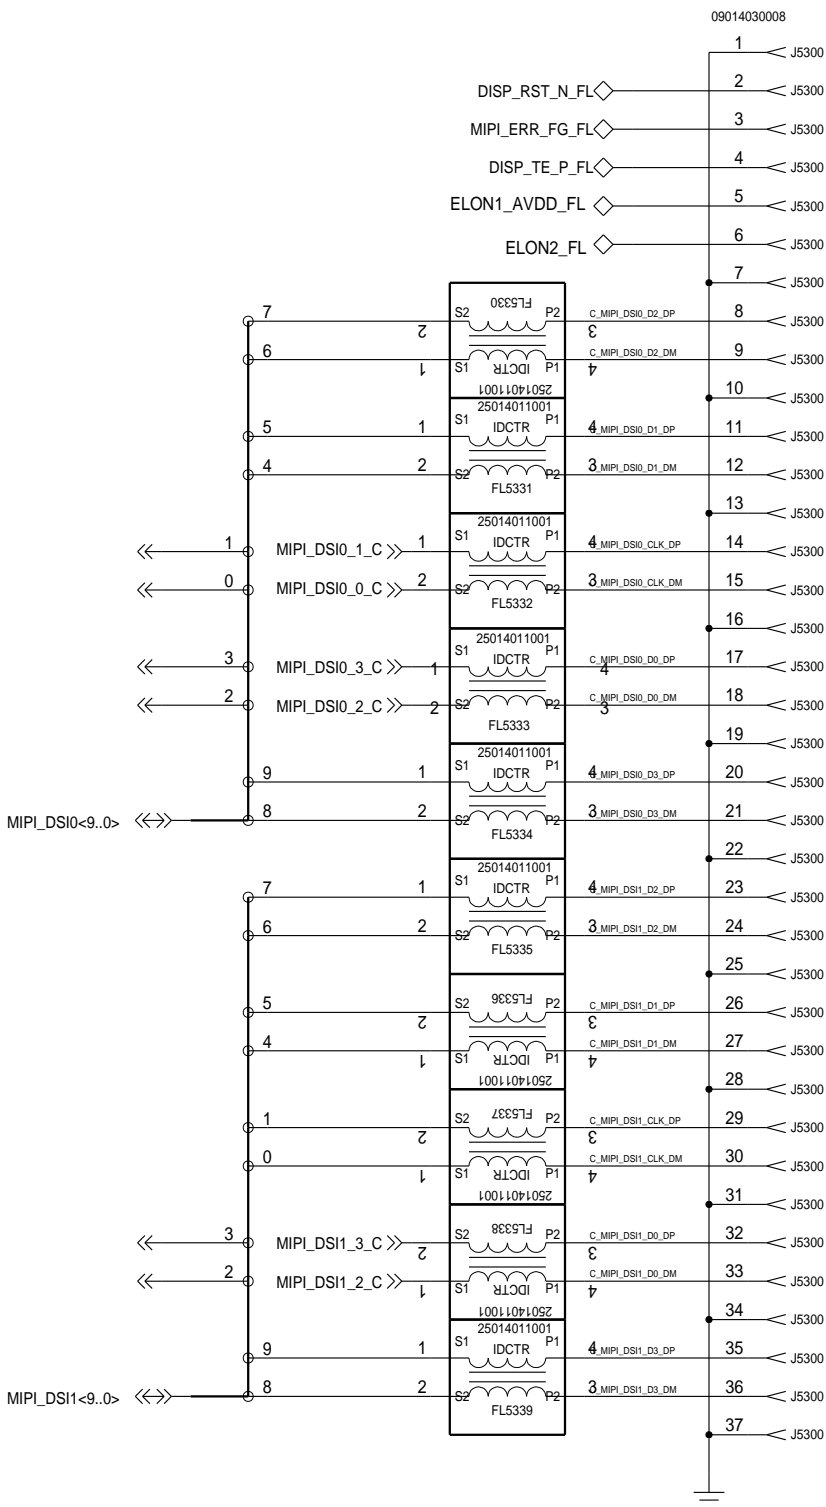 09014030008
1 J5300
DISP_RST_N_FL 2 J5300
MIPI_ERR_FG_FL 3 J5300
DISP_TE_P_FL 4 J5300
ELON1_AVDD_FL 5 J5300
ELON2_FL 6 J5300
7 J5300
FL5330
7 2 S2 P2 3 C_MIPI_DSI0_D2_DP 8 J5300
6 1 S1 IDCTR P1 4 C_MIPI_DSI0_D2_DM 9 J5300
25014011001
10 J5300
25014011001
5 1 S1 IDCTR P1 4 C_MIPI_DSI0_D1_DP 11 J5300
4 2 S2 P2 3 C_MIPI_DSI0_D1_DM 12 J5300
FL5331
13 J5300
25014011001
1 MIPI_DSI0_1_C 1 S1 IDCTR P1 4 C_MIPI_DSI0_CLK_DP 14 J5300
0 MIPI_DSI0_0_C 2 S2 P2 3 C_MIPI_DSI0_CLK_DM 15 J5300
FL5332
16 J5300
25014011001
3 MIPI_DSI0_3_C 1 S1 IDCTR P1 4 C_MIPI_DSI0_D0_DP 17 J5300
2 MIPI_DSI0_2_C 2 S2 P2 3 C_MIPI_DSI0_D0_DM 18 J5300
FL5333
19 J5300
25014011001
9 1 S1 IDCTR P1 4 C_MIPI_DSI0_D3_DP 20 J5300
MIPI_DSI0<9..0> 8 2 S2 P2 3 C_MIPI_DSI0_D3_DM 21 J5300
FL5334
22 J5300
25014011001
7 1 S1 IDCTR P1 4 C_MIPI_DSI1_D2_DP 23 J5300
6 2 S2 P2 3 C_MIPI_DSI1_D2_DM 24 J5300
FL5335
25 J5300
FL5336
5 2 S2 P2 3 C_MIPI_DSI1_D1_DP 26 J5300
4 1 S1 IDCTR P1 4 C_MIPI_DSI1_D1_DM 27 J5300
25014011001
28 J5300
FL5337
1 2 S2 P2 3 C_MIPI_DSI1_CLK_DP 29 J5300
0 1 S1 IDCTR P1 4 C_MIPI_DSI1_CLK_DM 30 J5300
25014011001
31 J5300
FL5338
3 MIPI_DSI1_3_C 2 S2 P2 3 C_MIPI_DSI1_D0_DP 32 J5300
2 MIPI_DSI1_2_C 1 S1 IDCTR P1 4 C_MIPI_DSI1_D0_DM 33 J5300
25014011001
34 J5300
25014011001
9 1 S1 IDCTR P1 4 C_MIPI_DSI1_D3_DP 35 J5300
MIPI_DSI1<9..0> 8 2 S2 P2 3 C_MIPI_DSI1_D3_DM 36 J5300
FL5339
37 J5300